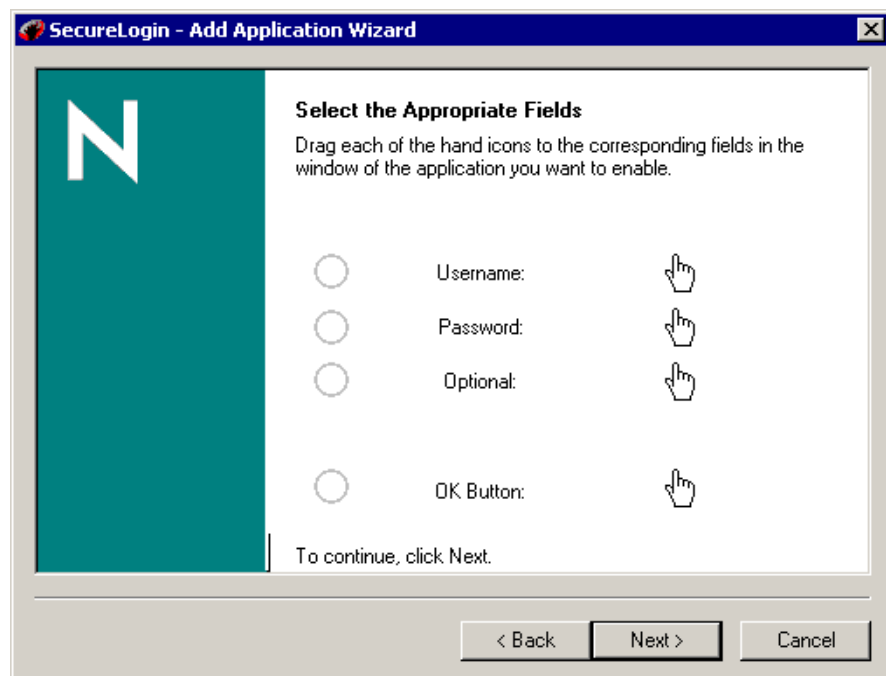 SecureLogin - Add Application Wizard
N
Select the Appropriate Fields
Drag each of the hand icons to the corresponding fields in the
window of the application you want to enable.
Username:
Password:
Optional:
OK Button:
To continue, click Next.
< Back Next > Cancel